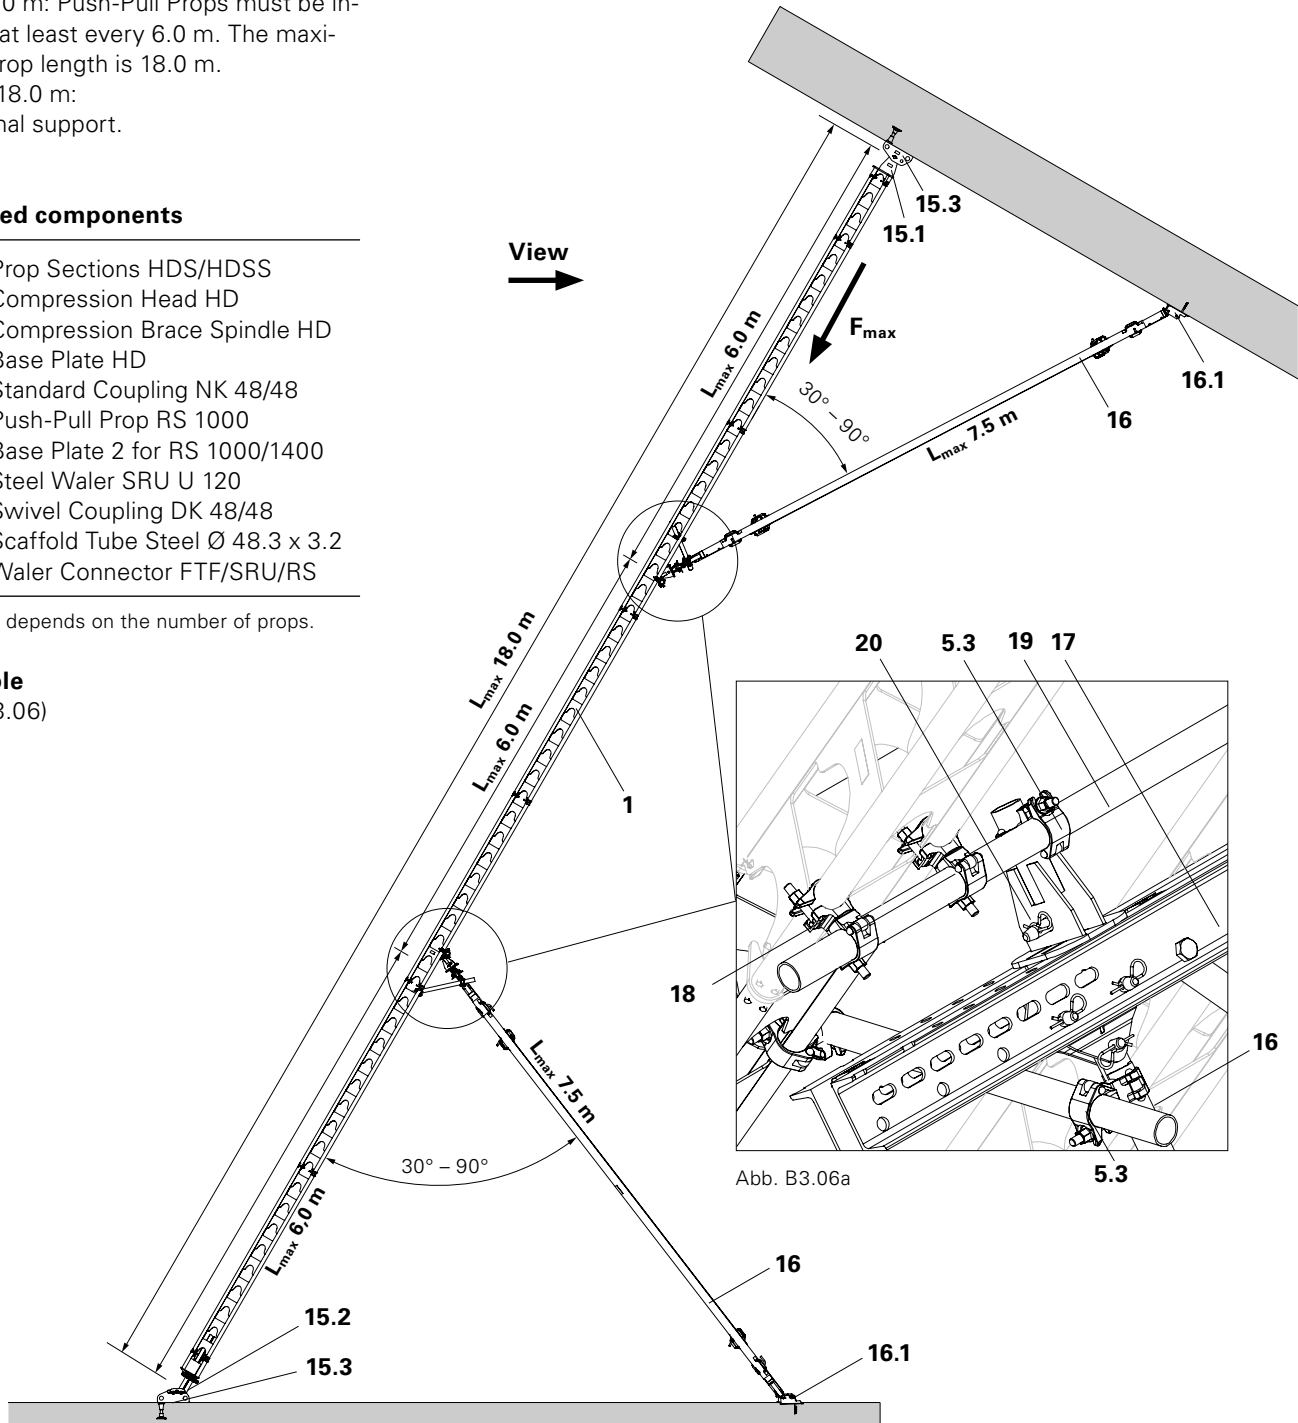 0 m: Push-Pull Props must be in-
at least every 6.0 m. The maxi-
rop length is 18.0 m.
18.0 m:
nal support.
ed components
Prop Sections HDS/HDSS
Compression Head HD
Compression Brace Spindle HD
Base Plate HD
Standard Coupling NK 48/48
Push-Pull Prop RS 1000
Base Plate 2 for RS 1000/1400
Steel Waler SRU U 120
Swivel Coupling DK 48/48
Scaffold Tube Steel Ø 48.3 x 3.2
Waler Connector FTF/SRU/RS
depends on the number of props.
ple
3.06)
View
15.3
15.1
Fmax
Lmax 6.0 m
30° – 90°
16.1
16
Lmax 7.5 m
Lmax 18.0 m
Lmax 6.0 m
1
20
5.3
19
17
18
16
5.3
Abb. B3.06a
Lmax 7.5 m
30° – 90°
Lmax 6,0 m
16
15.2
15.3
16.1